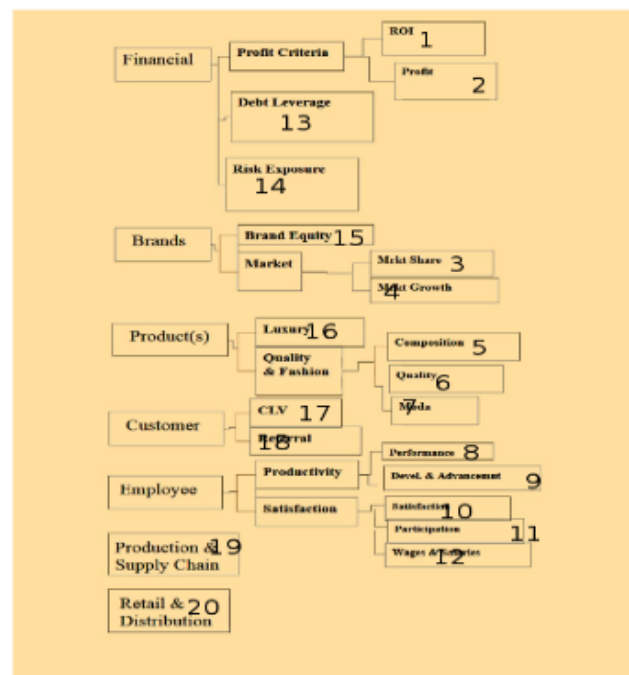 ROI 1
Financial
Profit Criteria
Profit 2
Debt Leverage
13
Risk Exposure
14
Brands
Brand Equity 15
Market
Mrkt Share 3
Mrkt Growth 4
Product(s)
Luxury 16
Quality
& Fashion
Composition 5
Quality 6
Moda 7
Customer
CLV 17
Referral 18
Employee
Productivity
Performance 8
Devel. & Advancemnt 9
Satisfaction
Satisfaction 10
Participation 11
Wages & Salaries 12
Production & 19
Supply Chain
Retail & 20
Distribution